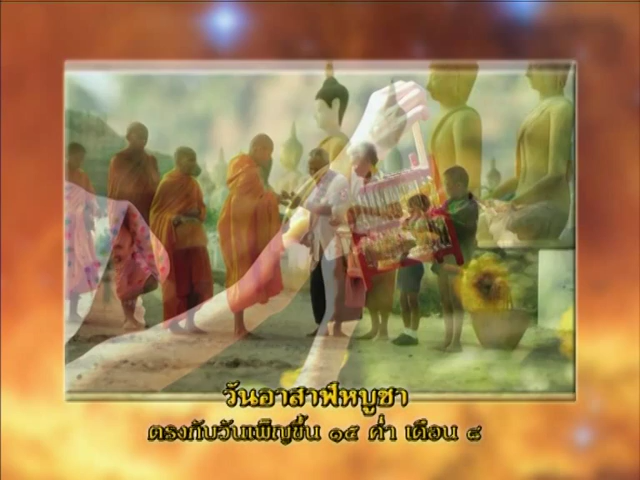 วันอาสาฬหบูชา
ตรงกับวันเพ็ญขึ้น ๑๕ ค่ำ เดือน ๘